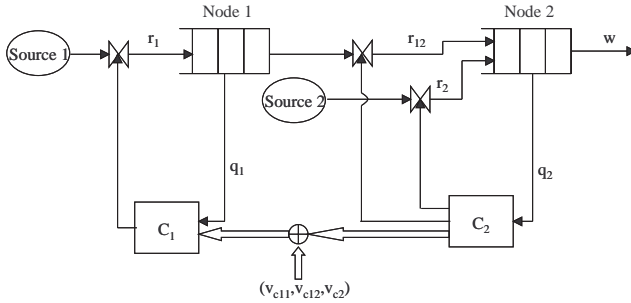 Node 1
Node 2
Source 1
r1
r12
w
Source 2
r2
q1
q2
C1
C2
(vc11,vc12,vc2)